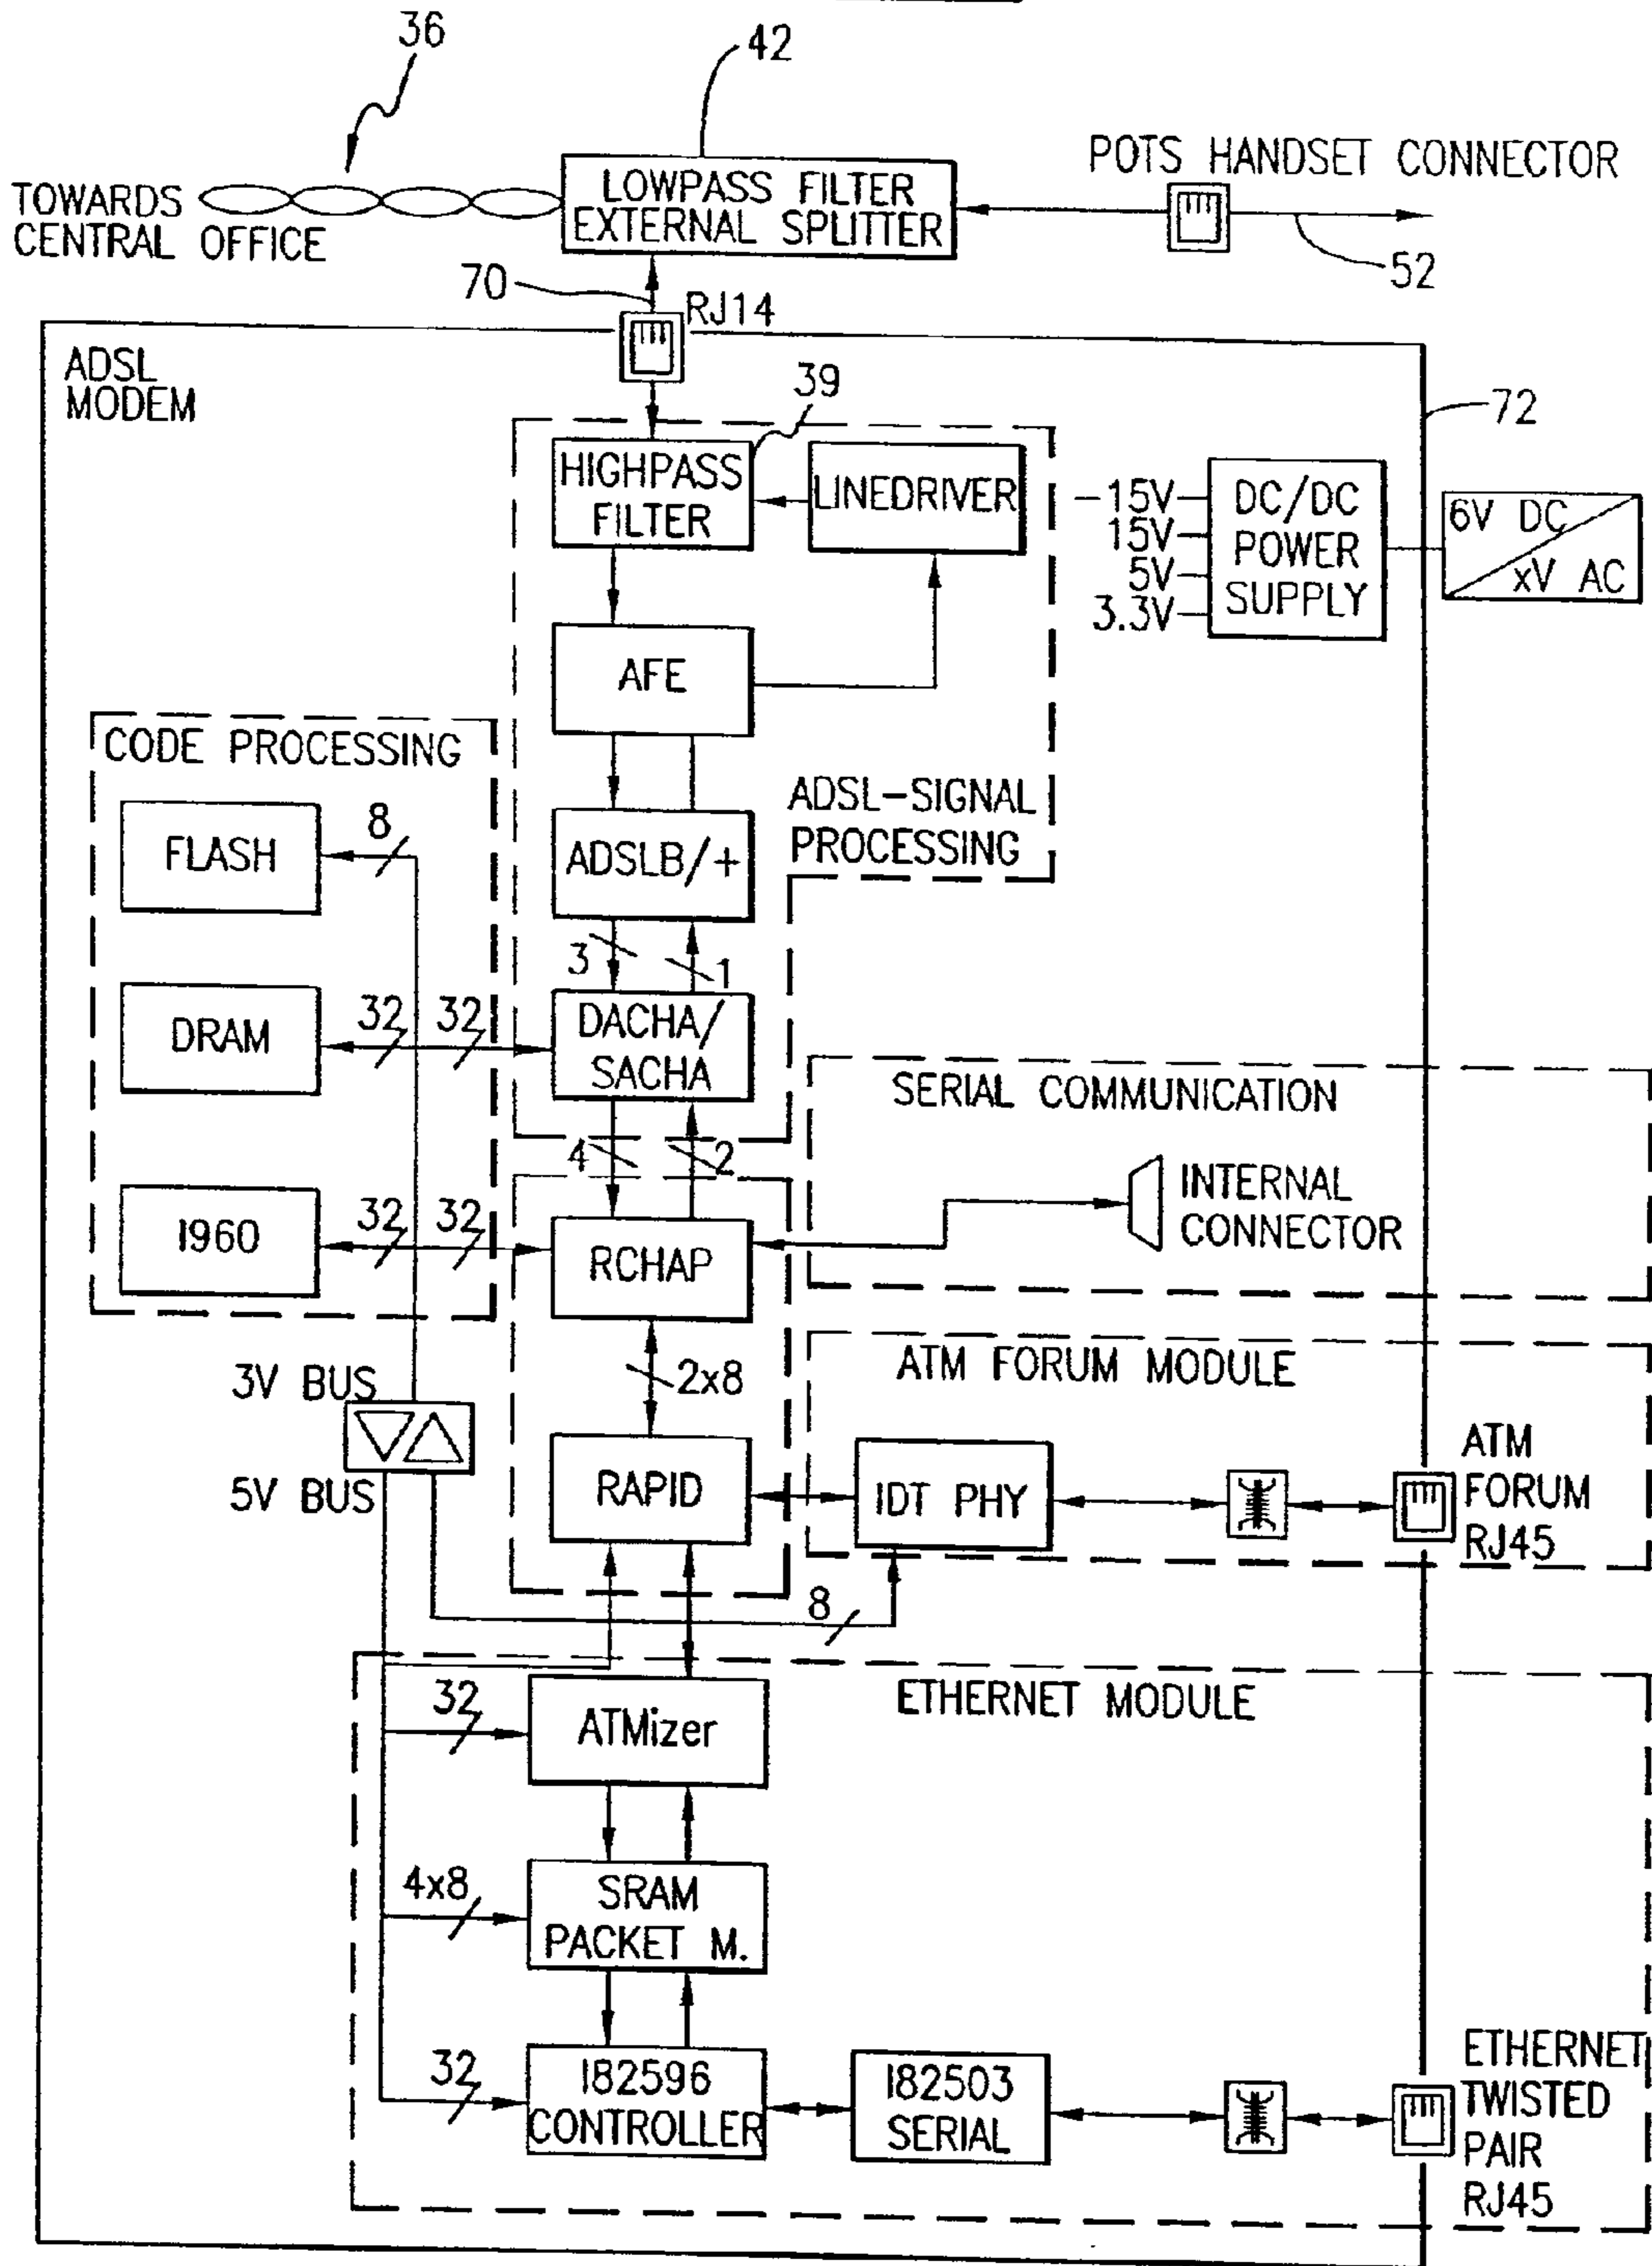 36
42
POTS HANDSET CONNECTOR
TOWARDS
CENTRAL OFFICE
LOWPASS FILTER
EXTERNAL SPLITTER
52
70
RJ14
ADSL
MODEM
39
72
HIGHPASS
FILTER
LINEDRIVER
-15V
15V
5V
3.3V
DC/DC
POWER
SUPPLY
6V DC
xV AC
AFE
CODE PROCESSING
ADSL-SIGNAL
PROCESSING
FLASH
8
ADSLB/+
3
1
DRAM
32
32
DACHA/
SACHA
SERIAL COMMUNICATION
4
2
I960
32
32
RCHAP
INTERNAL
CONNECTOR
2x8
ATM FORUM MODULE
3V BUS
5V BUS
RAPID
IDT PHY
ATM
FORUM
RJ45
8
ETHERNET MODULE
32
ATMizer
4x8
SRAM
PACKET M.
32
I82596
CONTROLLER
I82503
SERIAL
ETHERNET
TWISTED
PAIR
RJ45